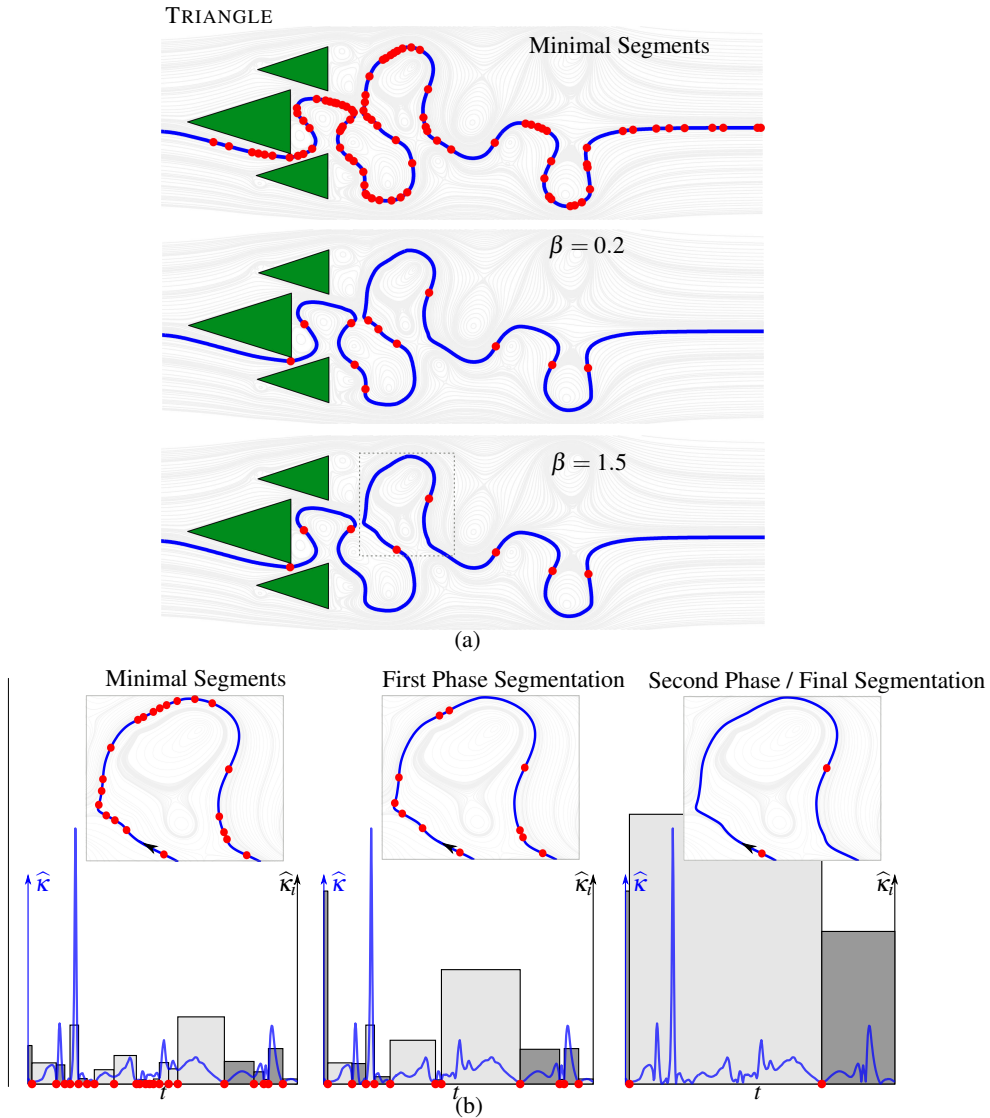 TRIANGLE
Minimal Segments
β = 0.2
β = 1.5
(a)
Minimal Segments
First Phase Segmentation
Second Phase / Final Segmentation
κ̂
κ̂ᵢ
κ̂
κ̂ᵢ
κ̂
κ̂ᵢ
t
t
t
(b)